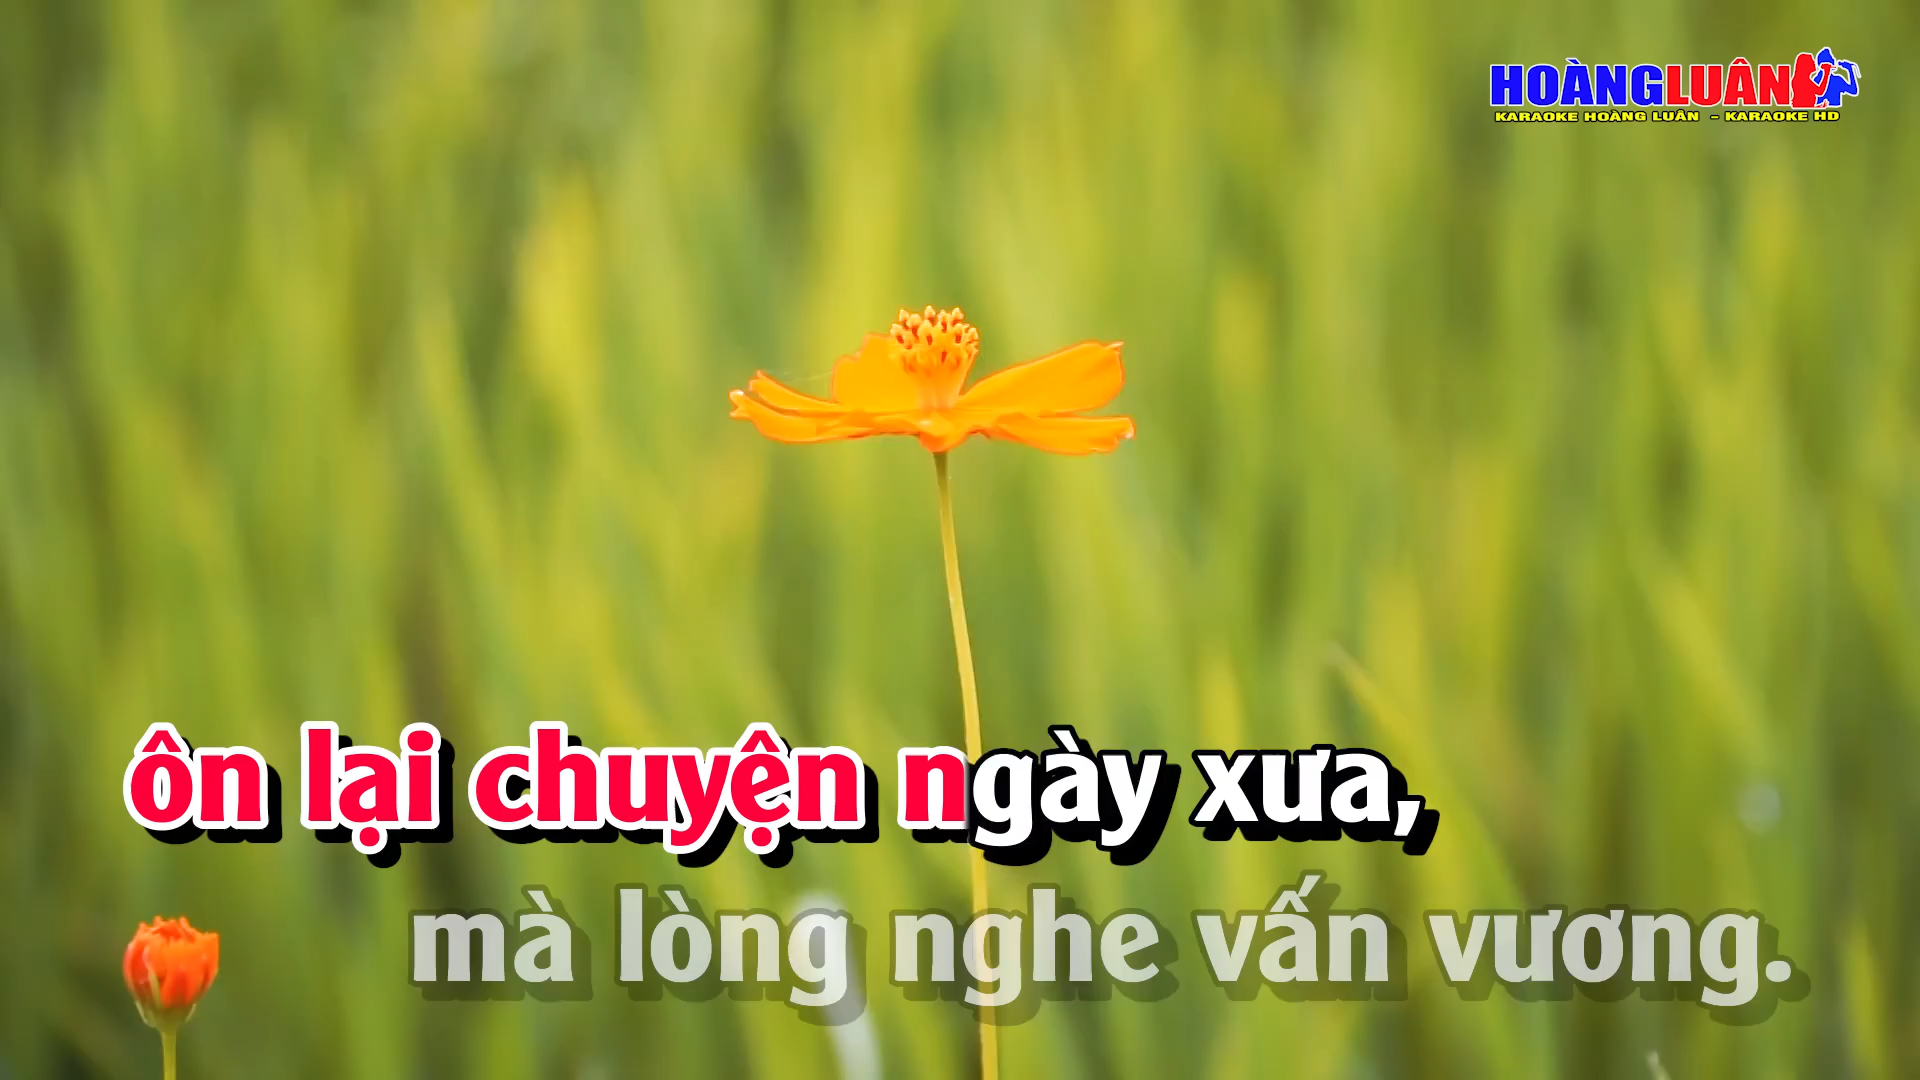 HOÀNGLUÂN
KARAOKE HOÀNG LUÂN - KARAOKE HD
ôn lại chuyện ngày xưa,
mà lòng nghe vấn vương.